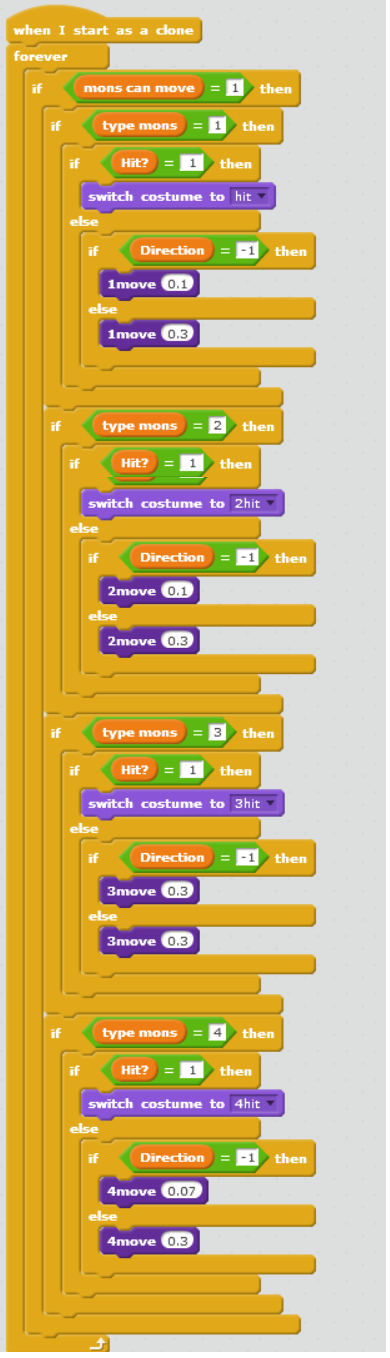 when I start as a clone
forever
if mons can move = 1 then
if type mons = 1 then
if Hit? = 1 then
switch costume to hit
else
if Direction = -1 then
1move 0.1
else
1move 0.3
if type mons = 2 then
if Hit? = 1 then
switch costume to 2hit
else
if Direction = -1 then
2move 0.1
else
2move 0.3
if type mons = 3 then
if Hit? = 1 then
switch costume to 3hit
else
if Direction = -1 then
3move 0.3
else
3move 0.3
if type mons = 4 then
if Hit? = 1 then
switch costume to 4hit
else
if Direction = -1 then
4move 0.07
else
4move 0.3